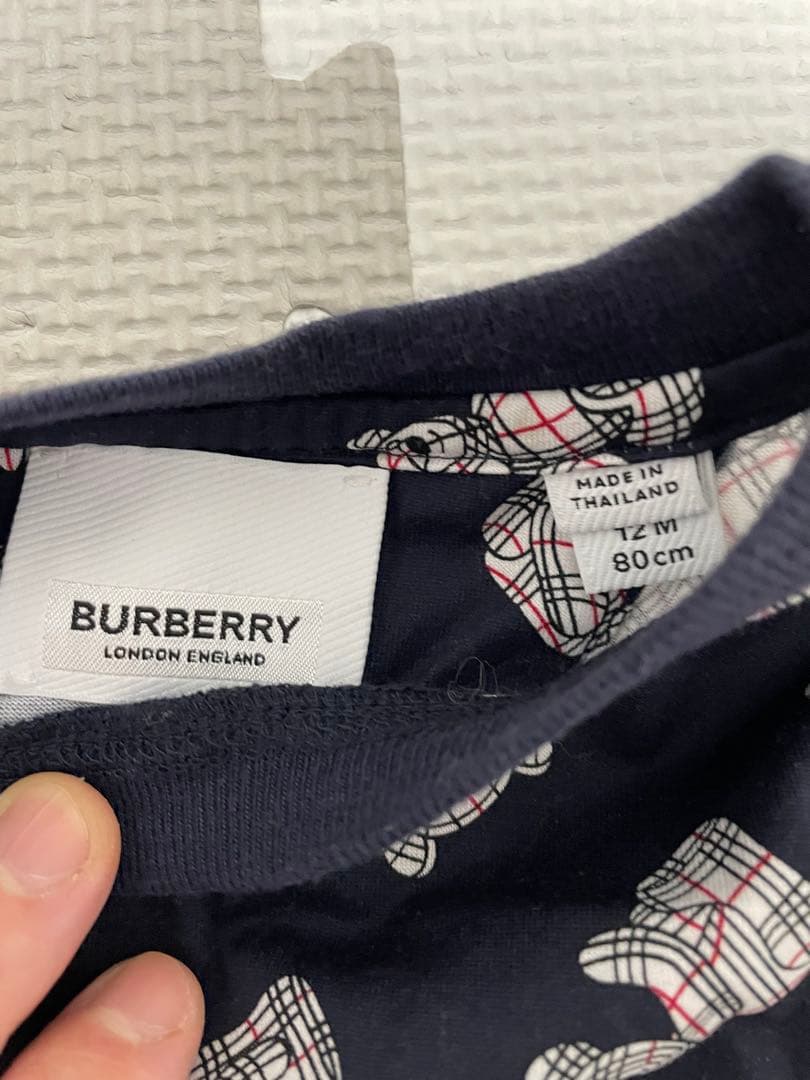 BURBERRY
LONDON ENGLAND
MADE IN
THAILAND
12 M
80cm